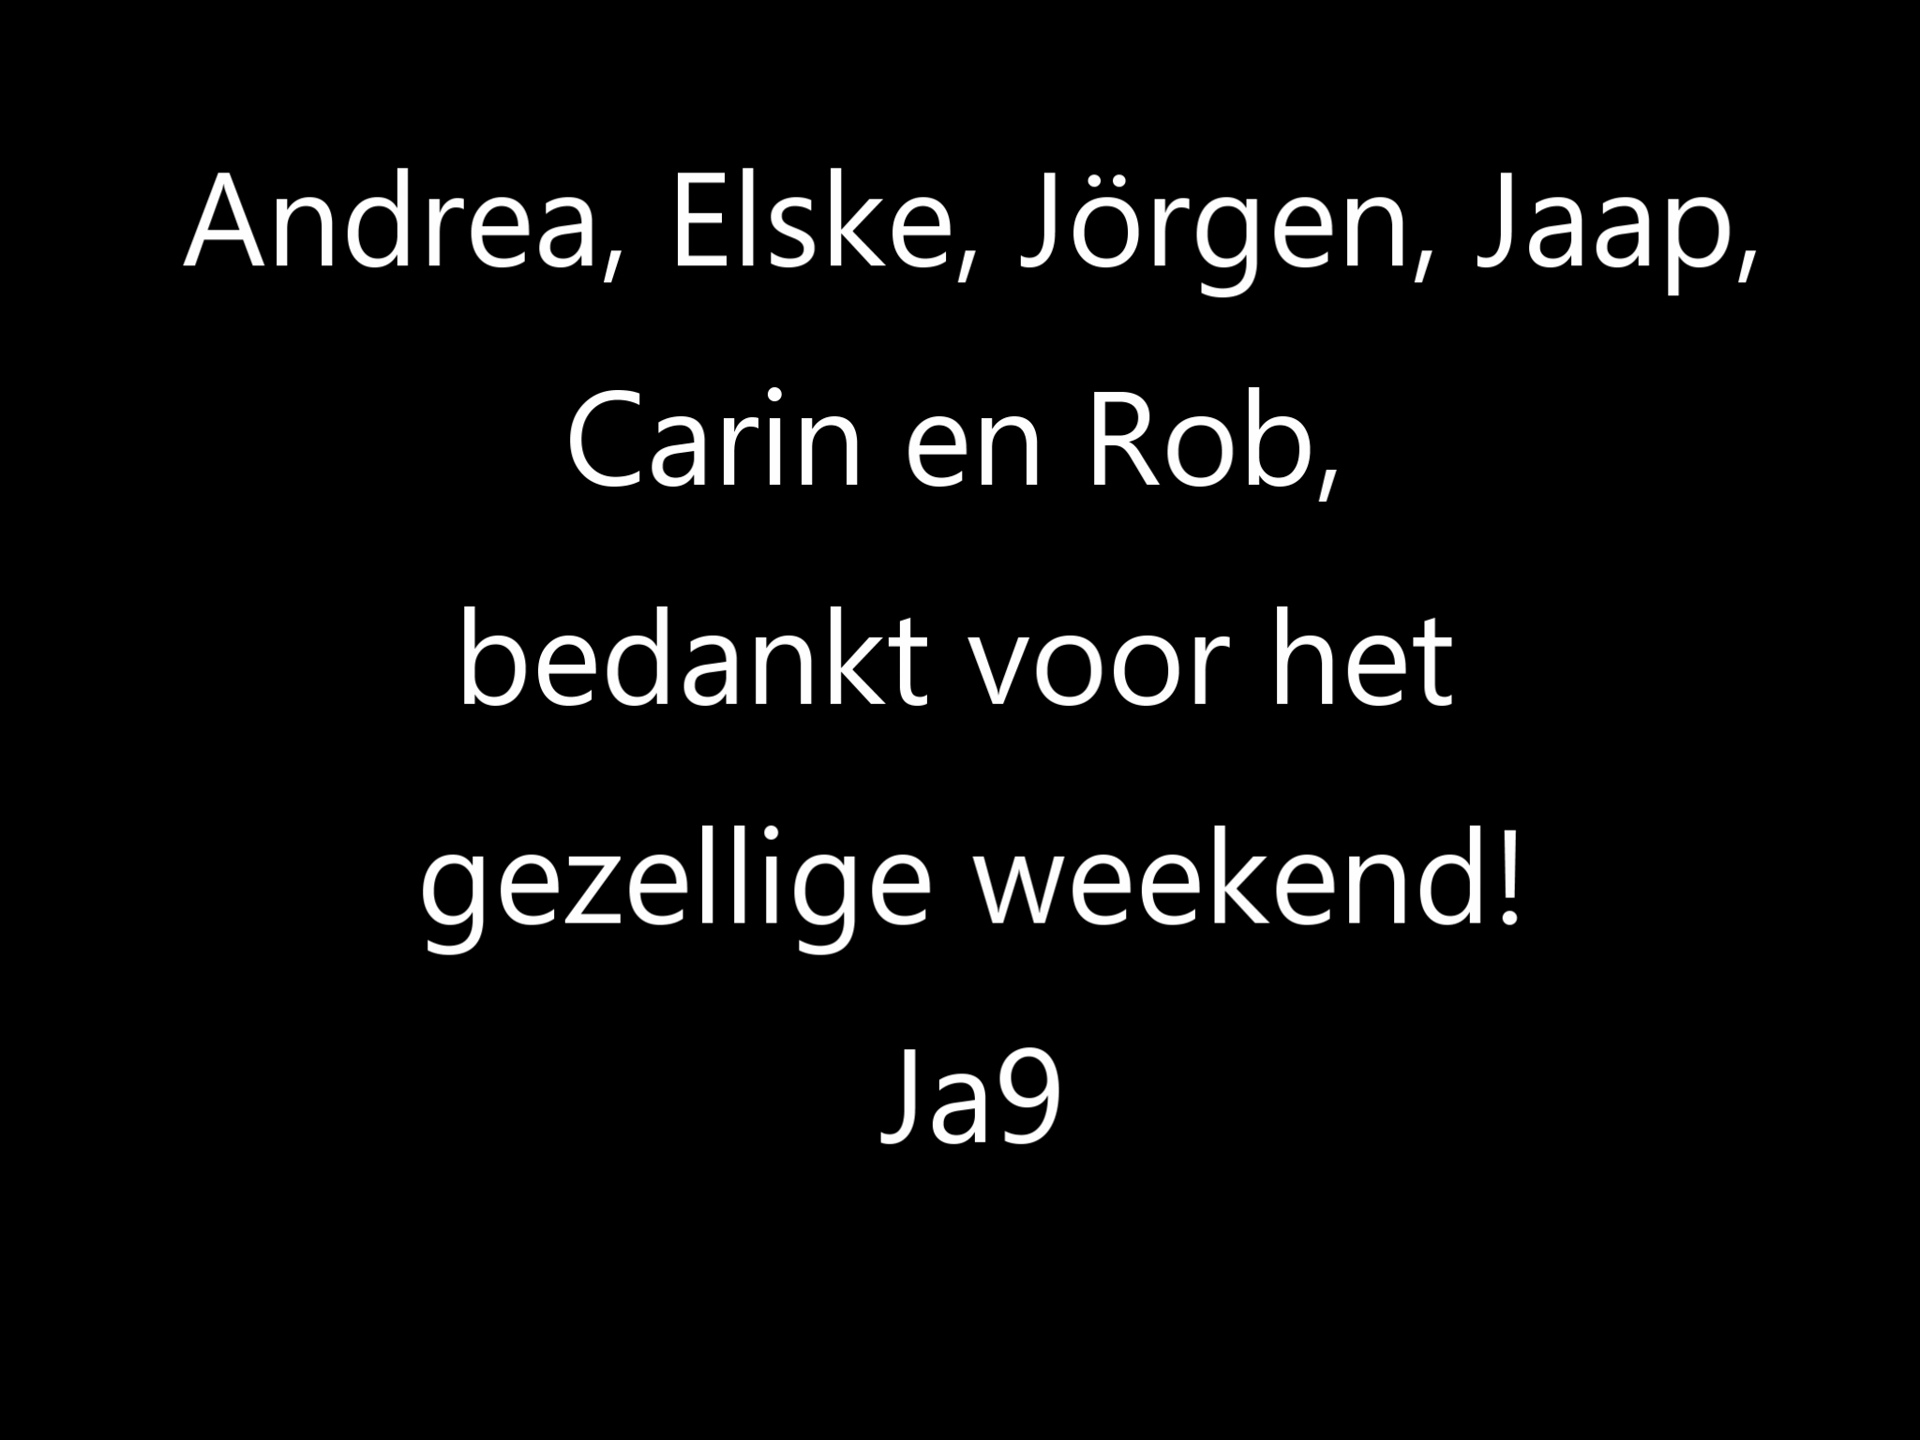 Andrea, Elske, Jörgen, Jaap,
Carin en Rob,
bedankt voor het
gezellige weekend!
Ja9